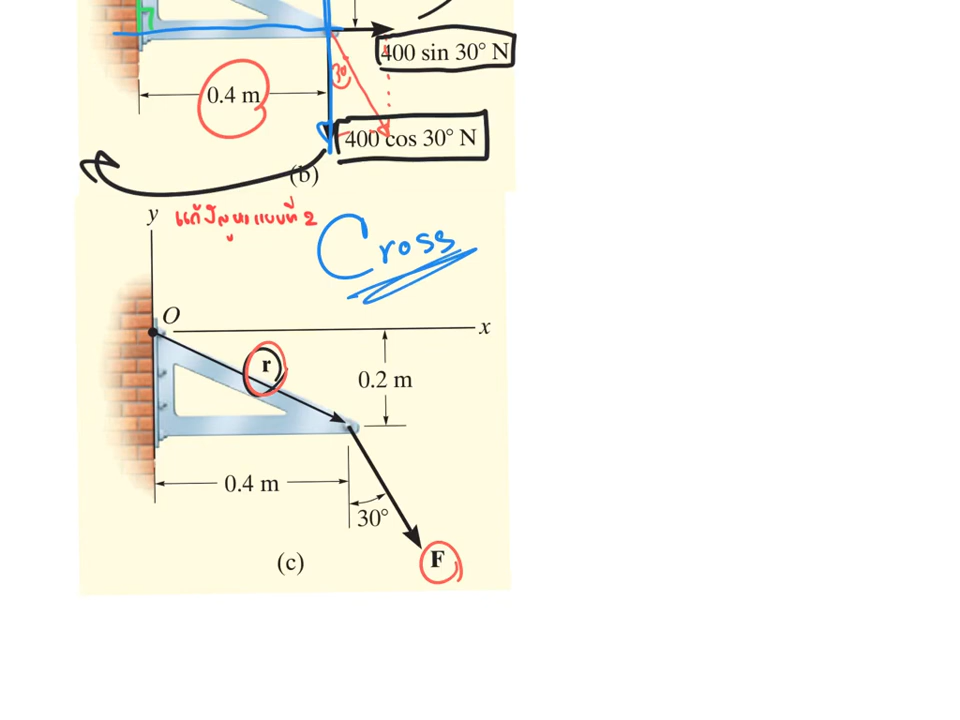 400 sin 30° N
30
0.4 m
400 cos 30° N
(b)
y
แก้ปัญหาแบบที่ 2
Cross
O
x
r
0.2 m
0.4 m
30°
F
(c)